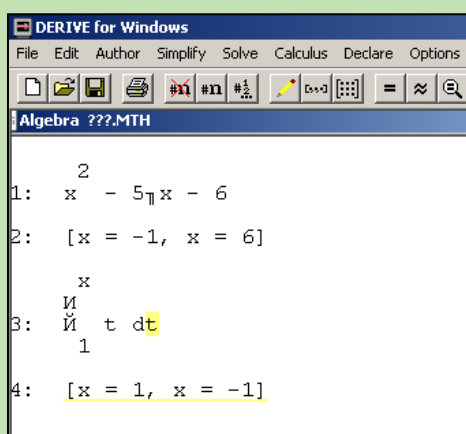 DERIVE for Windows
File Edit Author Simplify Solve Calculus Declare Options
Algebra ???.MTH
2
1: x - 5╖x - 6
2: [x = -1, x = 6]
x
И
3: Й t dt
1
4: [x = 1, x = -1]